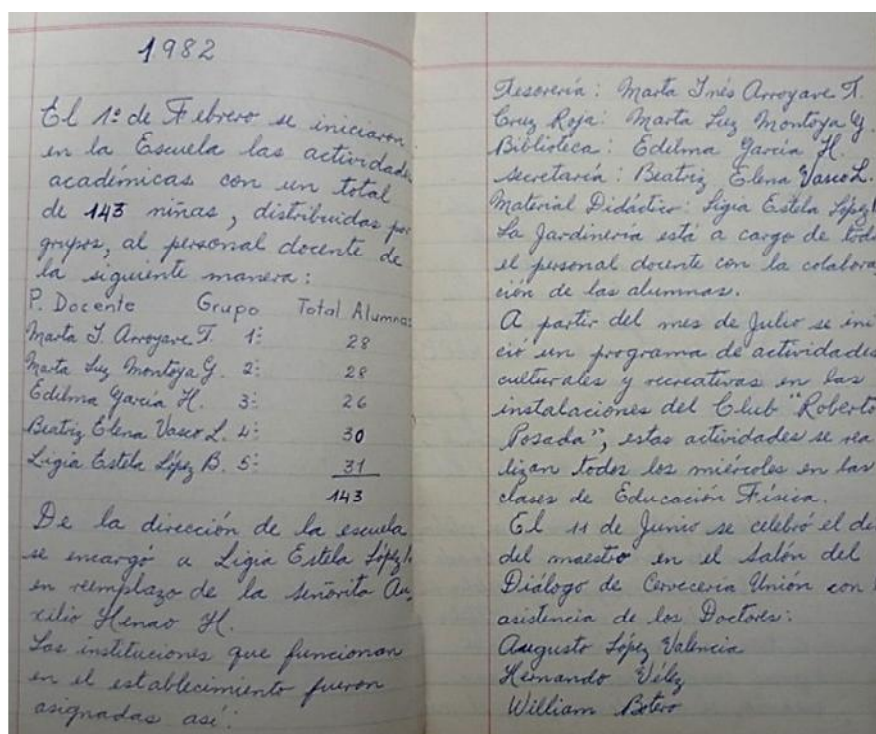 1982
El 1º de Febrero se iniciaron
en la Escuela las actividades
académicas con un total
de 143 niñas, distribuidas por
grupos, al personal docente de
la siguiente manera:
P. Docente Grupo Total Alumnas
Marta I. Arroyave T. 1º 28
Marta Luz Montoya G. 2º 28
Edilma García H. 3º 26
Beatriz Elena Vasco L. 4º 30
Ligia Estela López B. 5º 31
143
De la dirección de la escuela
se encargó a Ligia Estela López
en reemplazo de la señorita Au
xilio Henao H.
Las instituciones que funcionan
en el establecimiento fueron
asignadas así:
Tesorería: Marta Inés Arroyave T.
Cruz Roja: Marta Luz Montoya G.
Biblioteca: Edilma García H.
secretaría: Beatriz Elena Vasco L.
Material Didáctico: Ligia Estela López
La Jardinería está a cargo de todo
el personal docente con la colabora
ción de las alumnas.
A partir del mes de Julio se ini
ció un programa de actividades
culturales y recreativas en las
instalaciones del Club "Roberto
Posada", estas actividades se rea
lizan todos los miércoles en las
clases de Educación Física.
El 11 de Junio se celebró el de
del maestro en el Salón del
Diálogo de Cervecería Unión con
asistencia de los Doctores:
Augusto López Valencia
Hernando Vélez
William Botero